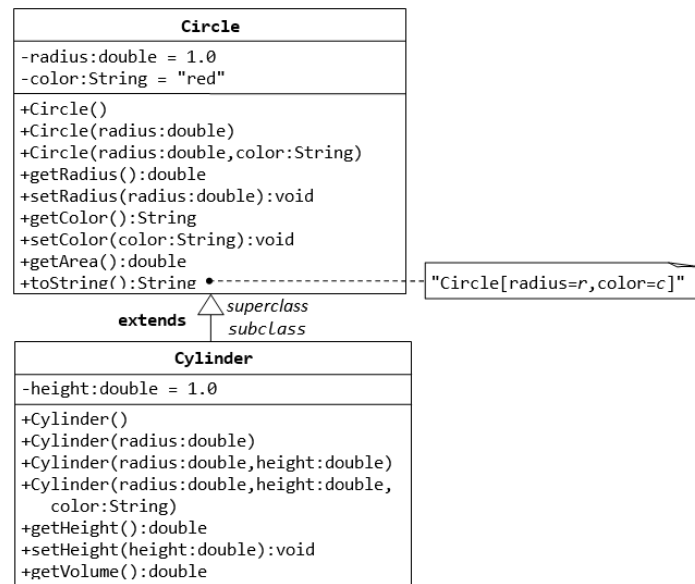 Circle
-radius:double = 1.0
-color:String = "red"
+Circle()
+Circle(radius:double)
+Circle(radius:double,color:String)
+getRadius():double
+setRadius(radius:double):void
+getColor():String
+setColor(color:String):void
+getArea():double
+toString():String
"Circle[radius=r,color=c]"
superclass
extends
subclass
Cylinder
-height:double = 1.0
+Cylinder()
+Cylinder(radius:double)
+Cylinder(radius:double,height:double)
+Cylinder(radius:double,height:double,
color:String)
+getHeight():double
+setHeight(height:double):void
+getVolume():double